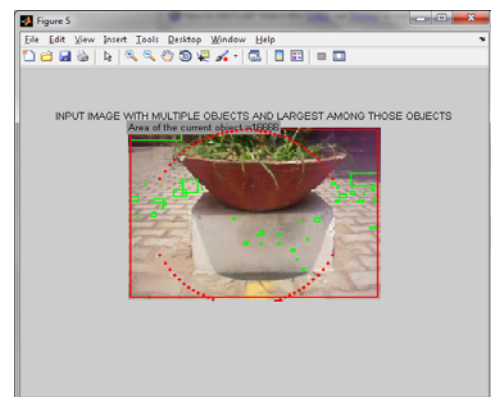 Figure 5
File Edit View Insert Tools Desktop Window Help
INPUT IMAGE WITH MULTIPLE OBJECTS AND LARGEST AMONG THOSE OBJECTS
Area of the current object =16666